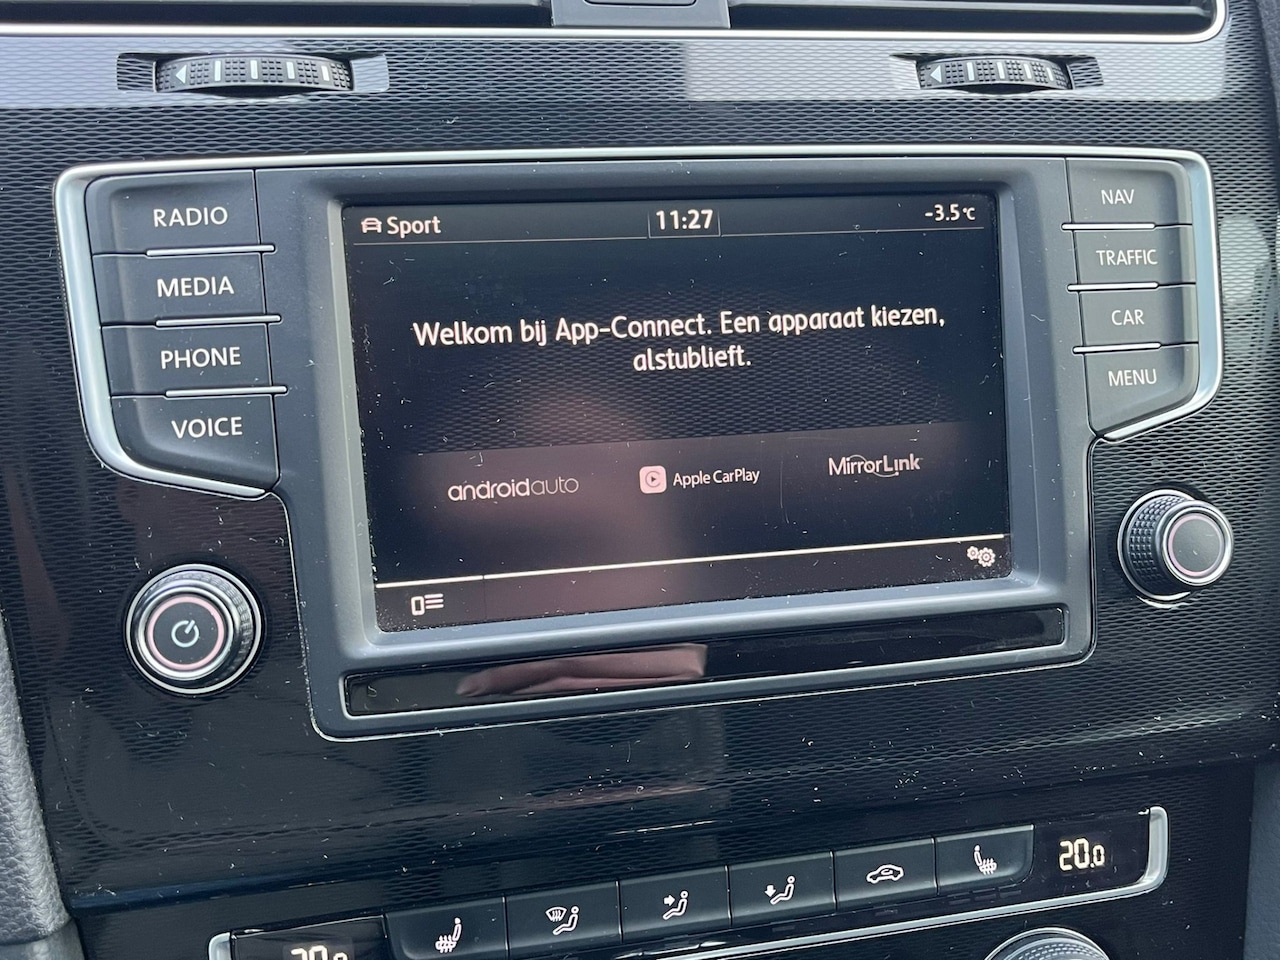 RADIO
MEDIA
PHONE
VOICE
Sport
11:27
-3.5°C
Welkom bij App-Connect. Een apparaat kiezen,
alstublieft.
androidauto
Apple CarPlay
MirrorLink
NAV
TRAFFIC
CAR
MENU
20.0